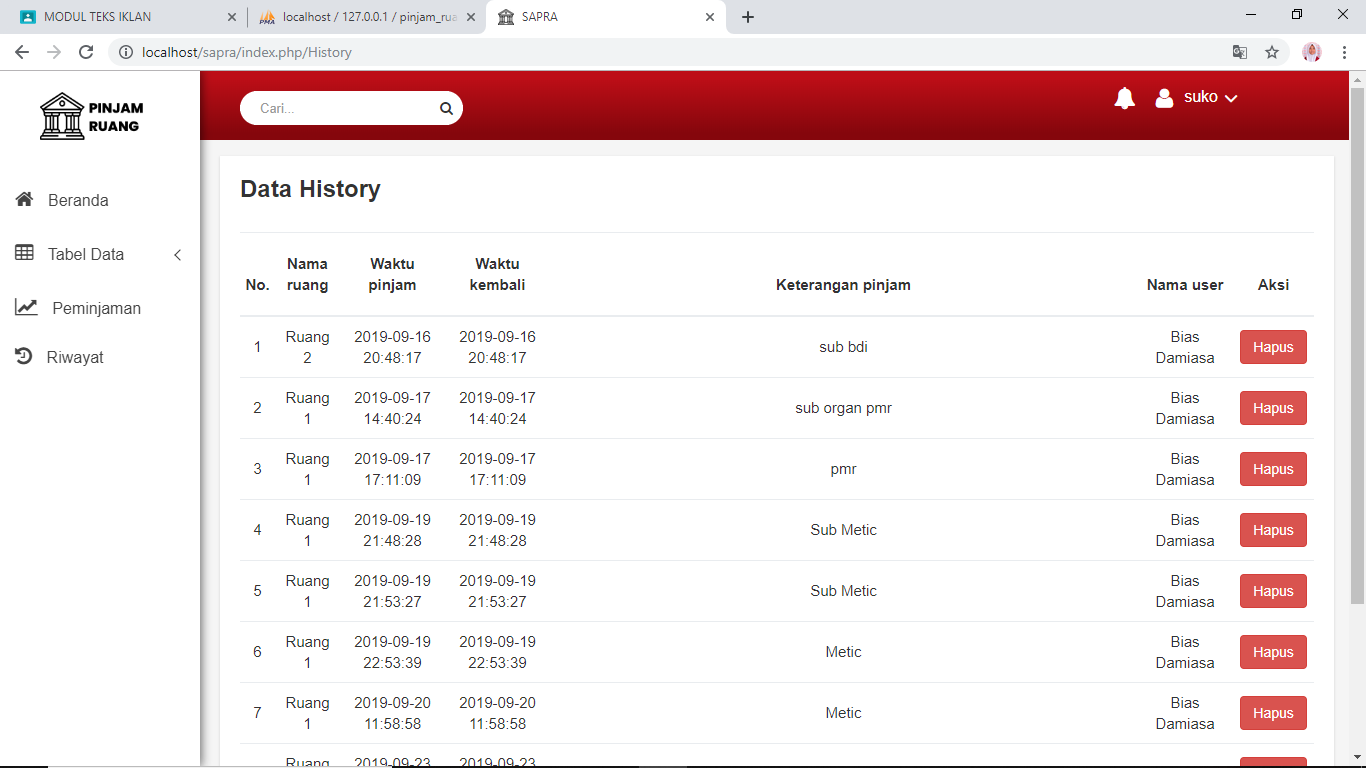 MODUL TEKS IKLAN
localhost / 127.0.0.1 / pinjam_rua
SAPRA
localhost/sapra/index.php/History
PINJAM
RUANG
Cari...
suko
Beranda
Tabel Data
Peminjaman
Riwayat
Data History
No. Nama ruang Waktu pinjam Waktu kembali Keterangan pinjam Nama user Aksi
1 Ruang 2 2019-09-16 20:48:17 2019-09-16 20:48:17 sub bdi Bias Damiasa Hapus
2 Ruang 1 2019-09-17 14:40:24 2019-09-17 14:40:24 sub organ pmr Bias Damiasa Hapus
3 Ruang 1 2019-09-17 17:11:09 2019-09-17 17:11:09 pmr Bias Damiasa Hapus
4 Ruang 1 2019-09-19 21:48:28 2019-09-19 21:48:28 Sub Metic Bias Damiasa Hapus
5 Ruang 1 2019-09-19 21:53:27 2019-09-19 21:53:27 Sub Metic Bias Damiasa Hapus
6 Ruang 1 2019-09-19 22:53:39 2019-09-19 22:53:39 Metic Bias Damiasa Hapus
7 Ruang 1 2019-09-20 11:58:58 2019-09-20 11:58:58 Metic Bias Damiasa Hapus
Ruang 2019-09-23 2019-09-23